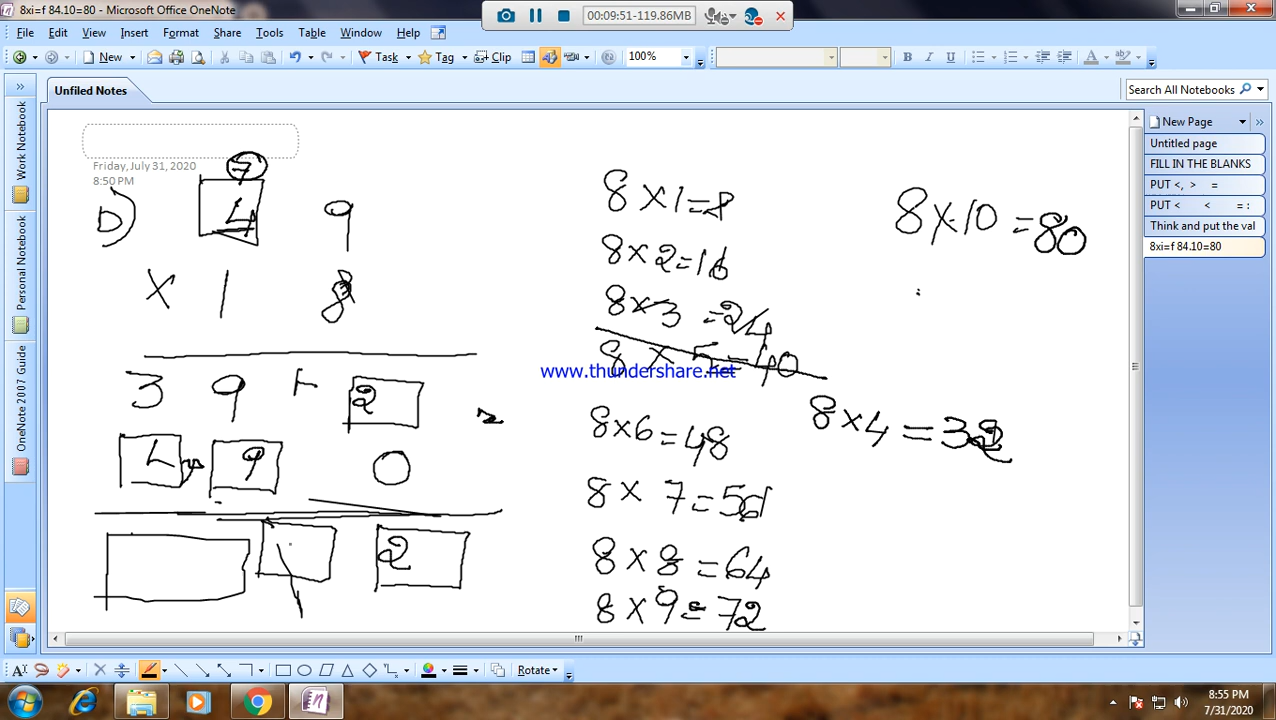 8xi=f 84.10=80 - Microsoft Office OneNote
00:09:51-119.86MB
File Edit View Insert Format Share Tools Table Window Help
New Task Tag Clip 100% B I U
Unfiled Notes
Search All Notebooks
Work Notebook
Personal Notebook
OneNote 2007 Guide
New Page
Untitled page
FILL IN THE BLANKS
PUT <, > =
PUT < < = :
Think and put the val
8xi=f 84.10=80
Friday, July 31, 2020
8:50 PM
7
D) 4 9
X 1 8
3 9 + 2
4 9 0
2
8 X 1 = 8
8 X 2 = 16
8 X 3 = 24
8 X 5 = 40
8 X 6 = 48
8 X 7 = 56
8 X 8 = 64
8 X 9 = 72
8 X 10 = 80
8 X 4 = 32
www.thundershare.net
Rotate
8:55 PM
7/31/2020